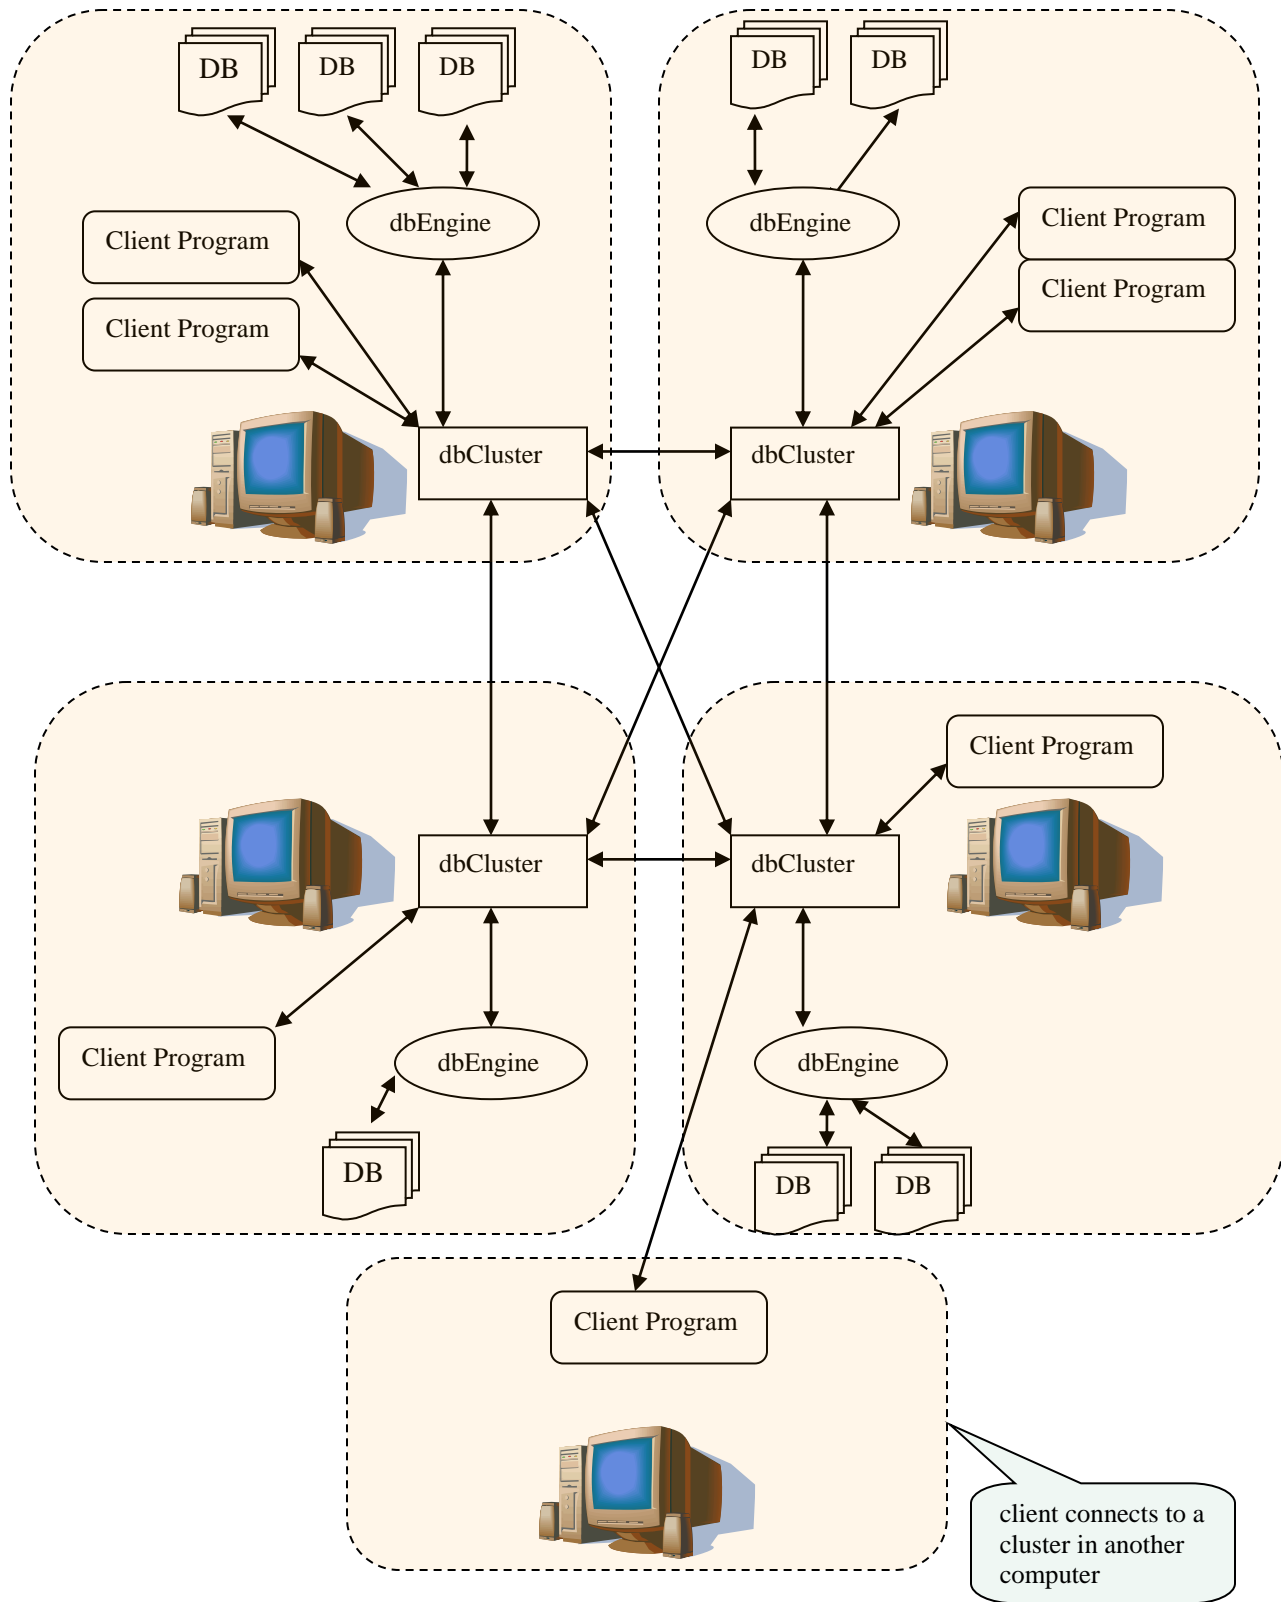 DB
DB
DB
DB
DB
dbEngine
dbEngine
Client Program
Client Program
Client Program
Client Program
dbCluster
dbCluster
Client Program
dbCluster
dbCluster
Client Program
dbEngine
dbEngine
DB
DB
DB
Client Program
client connects to a
cluster in another
computer